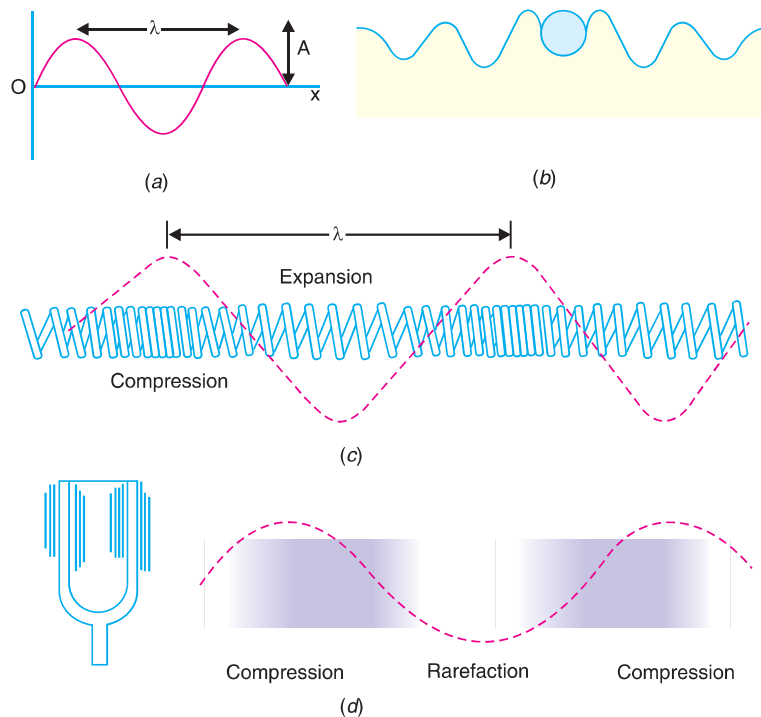 λ
A
O
x
(a)
(b)
λ
Expansion
Compression
(c)
Compression Rarefaction Compression
(d)